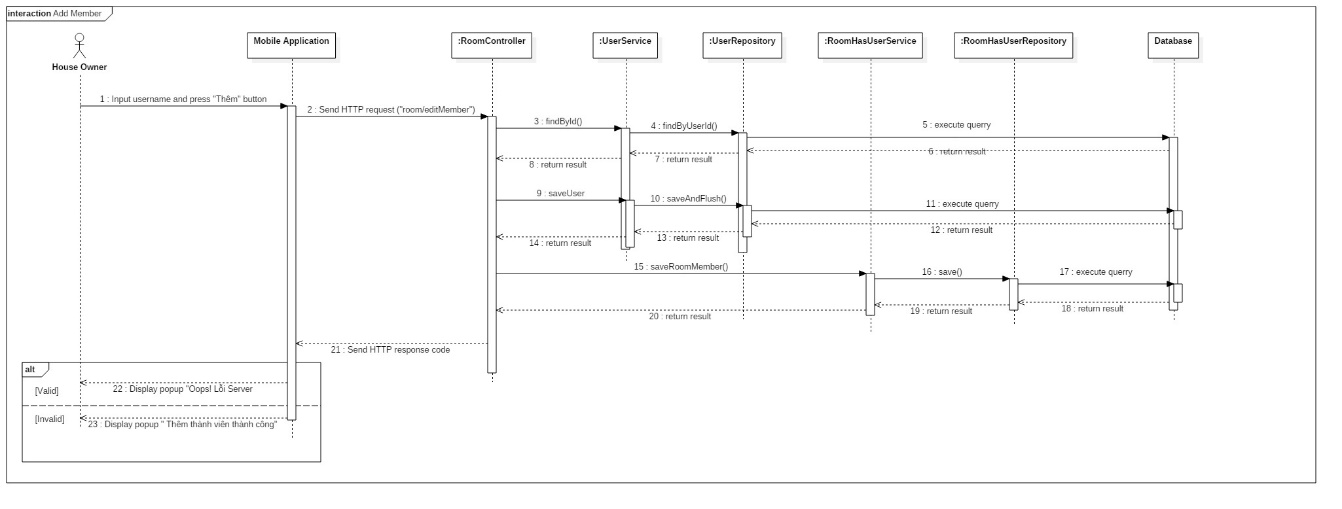 interaction Add Member
House Owner
Mobile Application
:RoomController
:UserService
:UserRepository
:RoomHasUserService
:RoomHasUserRepository
Database
1 : Input username and press "Thêm" button
2 : Send HTTP request ("room/editMember")
3 : findById()
4 : findByUserId()
5 : execute querry
6 : return result
7 : return result
8 : return result
9 : saveUser
10 : saveAndFlush()
11 : execute querry
12 : return result
13 : return result
14 : return result
15 : saveRoomMember()
16 : save()
17 : execute querry
18 : return result
19 : return result
20 : return result
21 : Send HTTP response code
alt
22 : Display popup "Oops! Lỗi Server
[Valid]
[Invalid]
23 : Display popup " Thêm thành viên thành công"